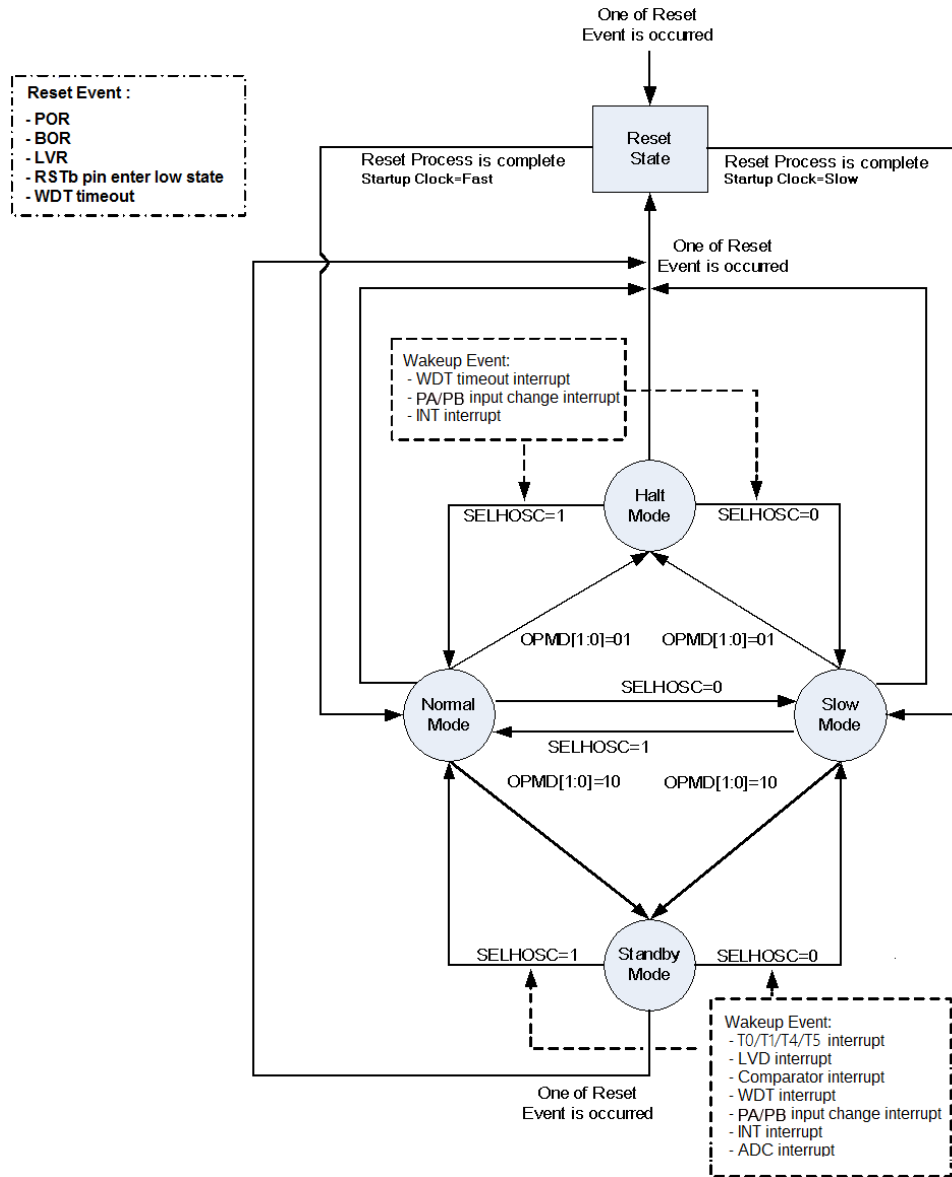 One of Reset
Event is occurred
Reset Event :
- POR
- BOR
- LVR
- RSTb pin enter low state
- WDT timeout
Reset
State
Reset Process is complete
Startup Clock=Fast
Reset Process is complete
Startup Clock=Slow
One of Reset
Event is occurred
Wakeup Event:
- WDT timeout interrupt
- PA/PB input change interrupt
- INT interrupt
Halt
Mode
SELHOSC=1
SELHOSC=0
OPMD[1:0]=01
OPMD[1:0]=01
Normal
Mode
SELHOSC=0
Slow
Mode
SELHOSC=1
OPMD[1:0]=10
OPMD[1:0]=10
Standby
Mode
SELHOSC=1
SELHOSC=0
Wakeup Event:
- T0/T1/T4/T5 interrupt
- LVD interrupt
- Comparator interrupt
- WDT interrupt
- PA/PB input change interrupt
- INT interrupt
- ADC interrupt
One of Reset
Event is occurred